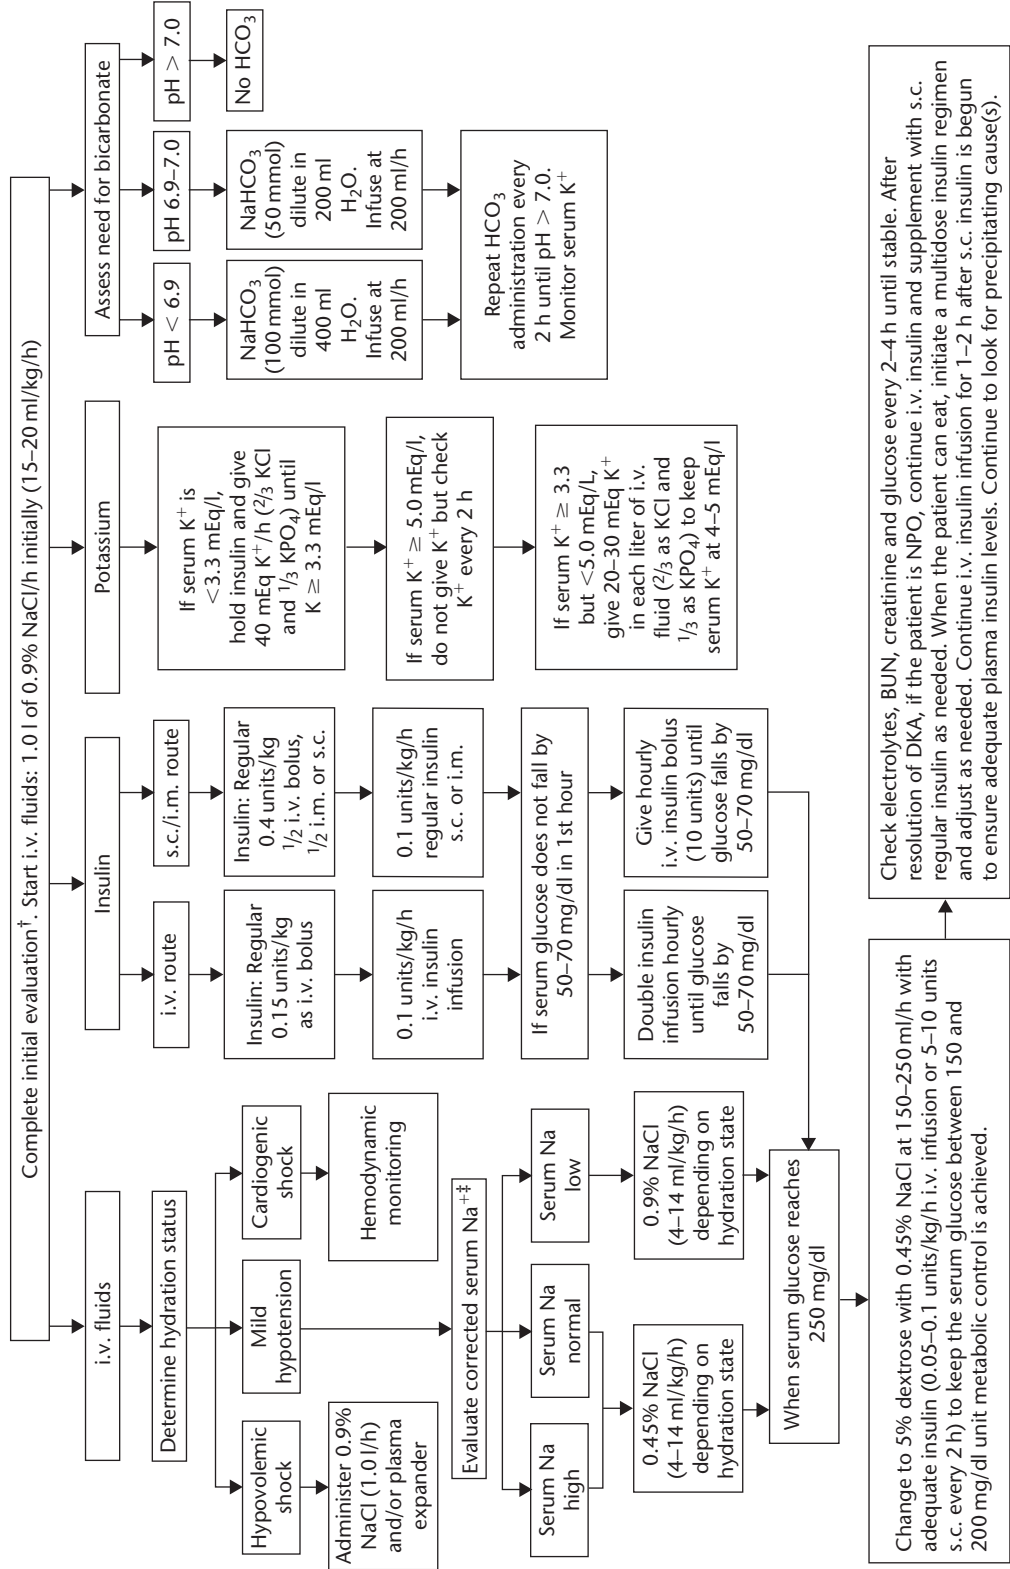 Complete initial evaluation†. Start i.v. fluids: 1.0 l of 0.9% NaCl/h initially (15–20 ml/kg/h)
i.v. fluids
Determine hydration status
Hypovolemic
shock
Administer 0.9%
NaCl (1.0 l/h)
and/or plasma
expander
Mild
hypotension
Cardiogenic
shock
Hemodynamic
monitoring
Evaluate corrected serum Na⁺‡
Serum Na
high
Serum Na
normal
Serum Na
low
0.45% NaCl
(4–14 ml/kg/h)
depending on
hydration state
0.9% NaCl
(4–14 ml/kg/h)
depending on
hydration state
When serum glucose reaches
250 mg/dl
Insulin
i.v. route
Insulin: Regular
0.15 units/kg
as i.v. bolus
0.1 units/kg/h
i.v. insulin
infusion
s.c./i.m. route
Insulin: Regular
0.4 units/kg
1/2 i.v. bolus,
1/2 i.m. or s.c.
0.1 units/kg/h
regular insulin
s.c. or i.m.
If serum glucose does not fall by
50–70 mg/dl in 1st hour
Double insulin
infusion hourly
until glucose
falls by
50–70 mg/dl
Give hourly
i.v. insulin bolus
(10 units) until
glucose falls by
50–70 mg/dl
Potassium
If serum K⁺ is
<3.3 mEq/l,
hold insulin and give
40 mEq K⁺/h (2/3 KCl
and 1/3 KPO₄) until
K ≥ 3.3 mEq/l
If serum K⁺ ≥ 5.0 mEq/l,
do not give K⁺ but check
K⁺ every 2 h
If serum K⁺ ≥ 3.3
but <5.0 mEq/L,
give 20–30 mEq K⁺
in each liter of i.v.
fluid (2/3 as KCl and
1/3 as KPO₄) to keep
serum K⁺ at 4–5 mEq/l
Assess need for bicarbonate
pH < 6.9
pH 6.9–7.0
pH > 7.0
NaHCO₃
(100 mmol)
dilute in
400 ml
H₂O.
Infuse at
200 ml/h
NaHCO₃
(50 mmol)
dilute in
200 ml
H₂O.
Infuse at
200 ml/h
No HCO₃
Repeat HCO₃
administration every
2 h until pH > 7.0.
Monitor serum K⁺
Change to 5% dextrose with 0.45% NaCl at 150–250 ml/h with
adequate insulin (0.05–0.1 units/kg/h i.v. infusion or 5–10 units
s.c. every 2 h) to keep the serum glucose between 150 and
200 mg/dl unit metabolic control is achieved.
Check electrolytes, BUN, creatinine and glucose every 2–4 h until stable. After
resolution of DKA, if the patient is NPO, continue i.v. insulin and supplement with s.c.
regular insulin as needed. When the patient can eat, initiate a multidose insulin regimen
and adjust as needed. Continue i.v. insulin infusion for 1–2 h after s.c. insulin is begun
to ensure adequate plasma insulin levels. Continue to look for precipitating cause(s).